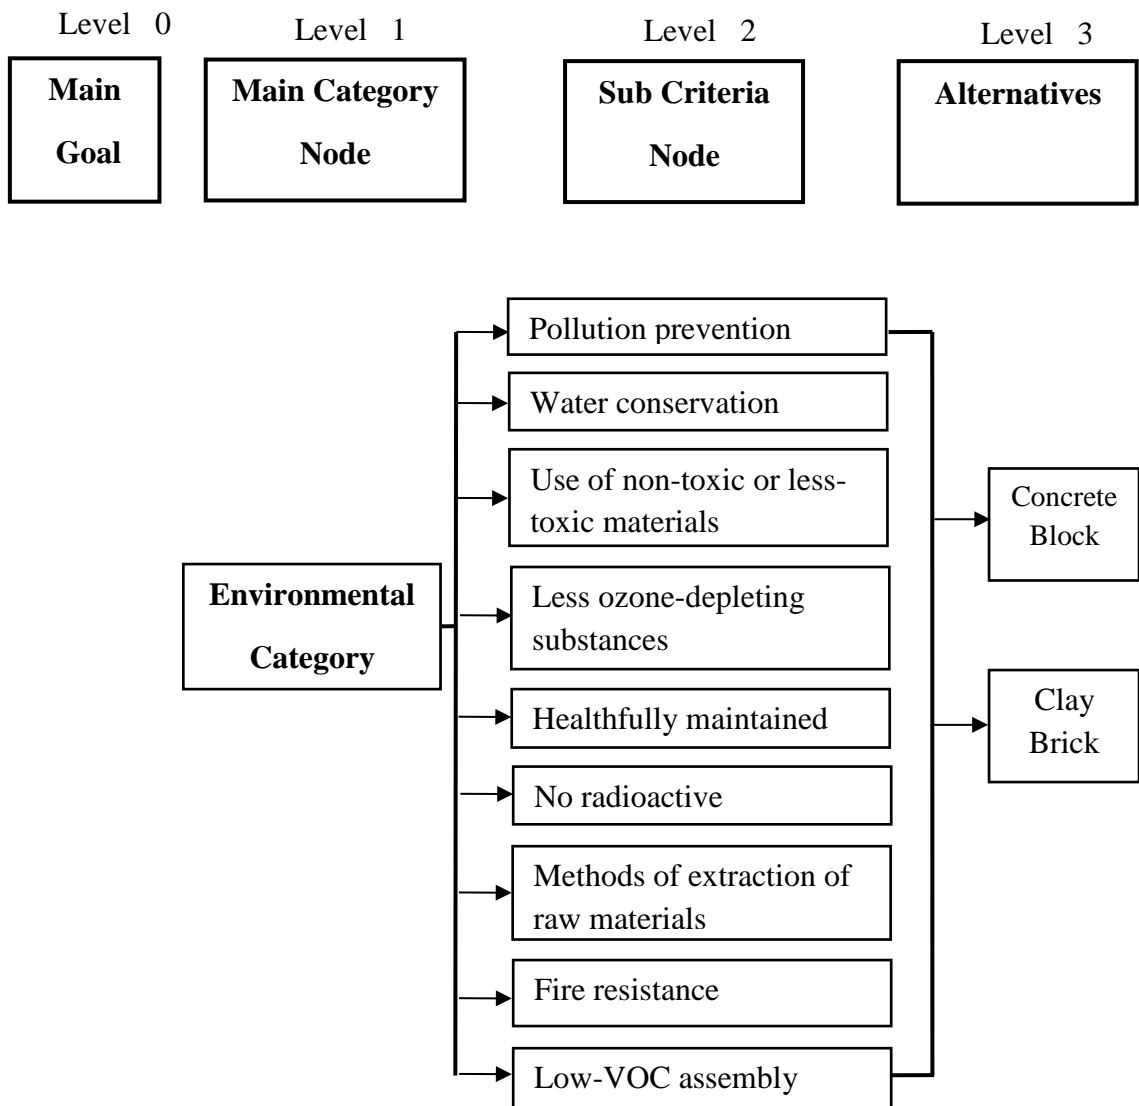 Level 0
Level 1
Level 2
Level 3
Main
Goal
Main Category
Node
Sub Criteria
Node
Alternatives
Pollution prevention
Water conservation
Use of non-toxic or less-
toxic materials
Less ozone-depleting
substances
Healthfully maintained
No radioactive
Methods of extraction of
raw materials
Fire resistance
Low-VOC assembly
Environmental
Category
Concrete
Block
Clay
Brick